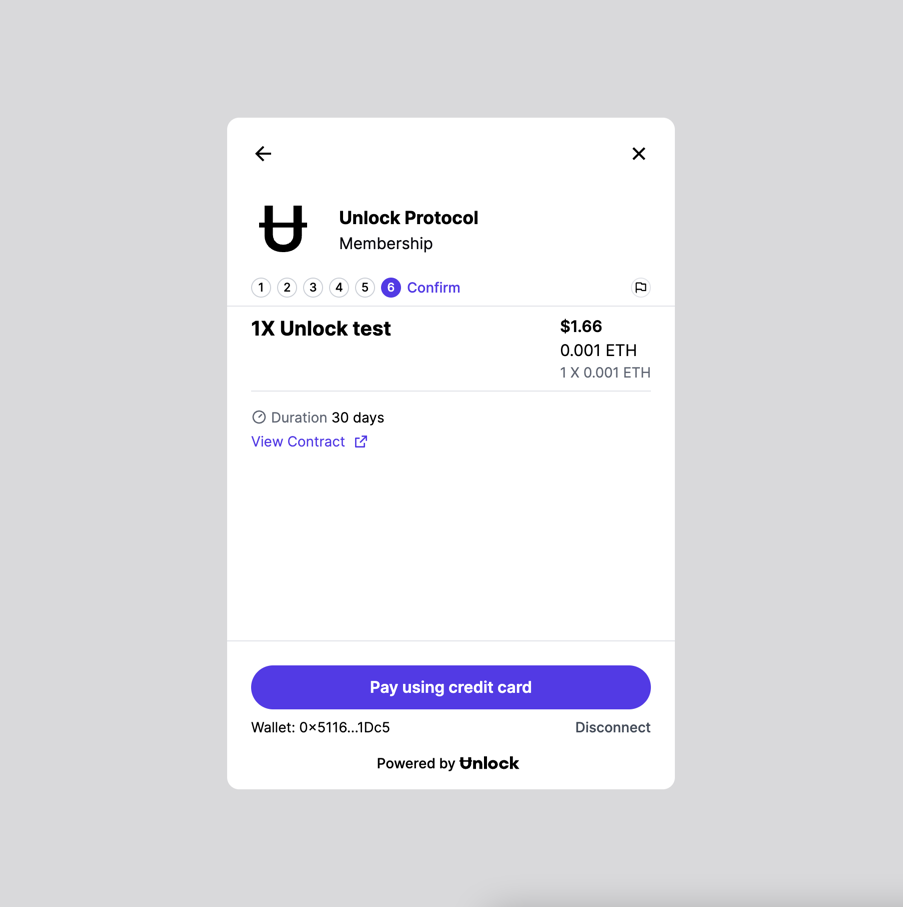 Unlock Protocol
Membership
1 2 3 4 5 6 Confirm
1X Unlock test
$1.66
0.001 ETH
1 X 0.001 ETH
Duration 30 days
View Contract
Pay using credit card
Wallet: 0×5116...1Dc5 Disconnect
Powered by Unlock